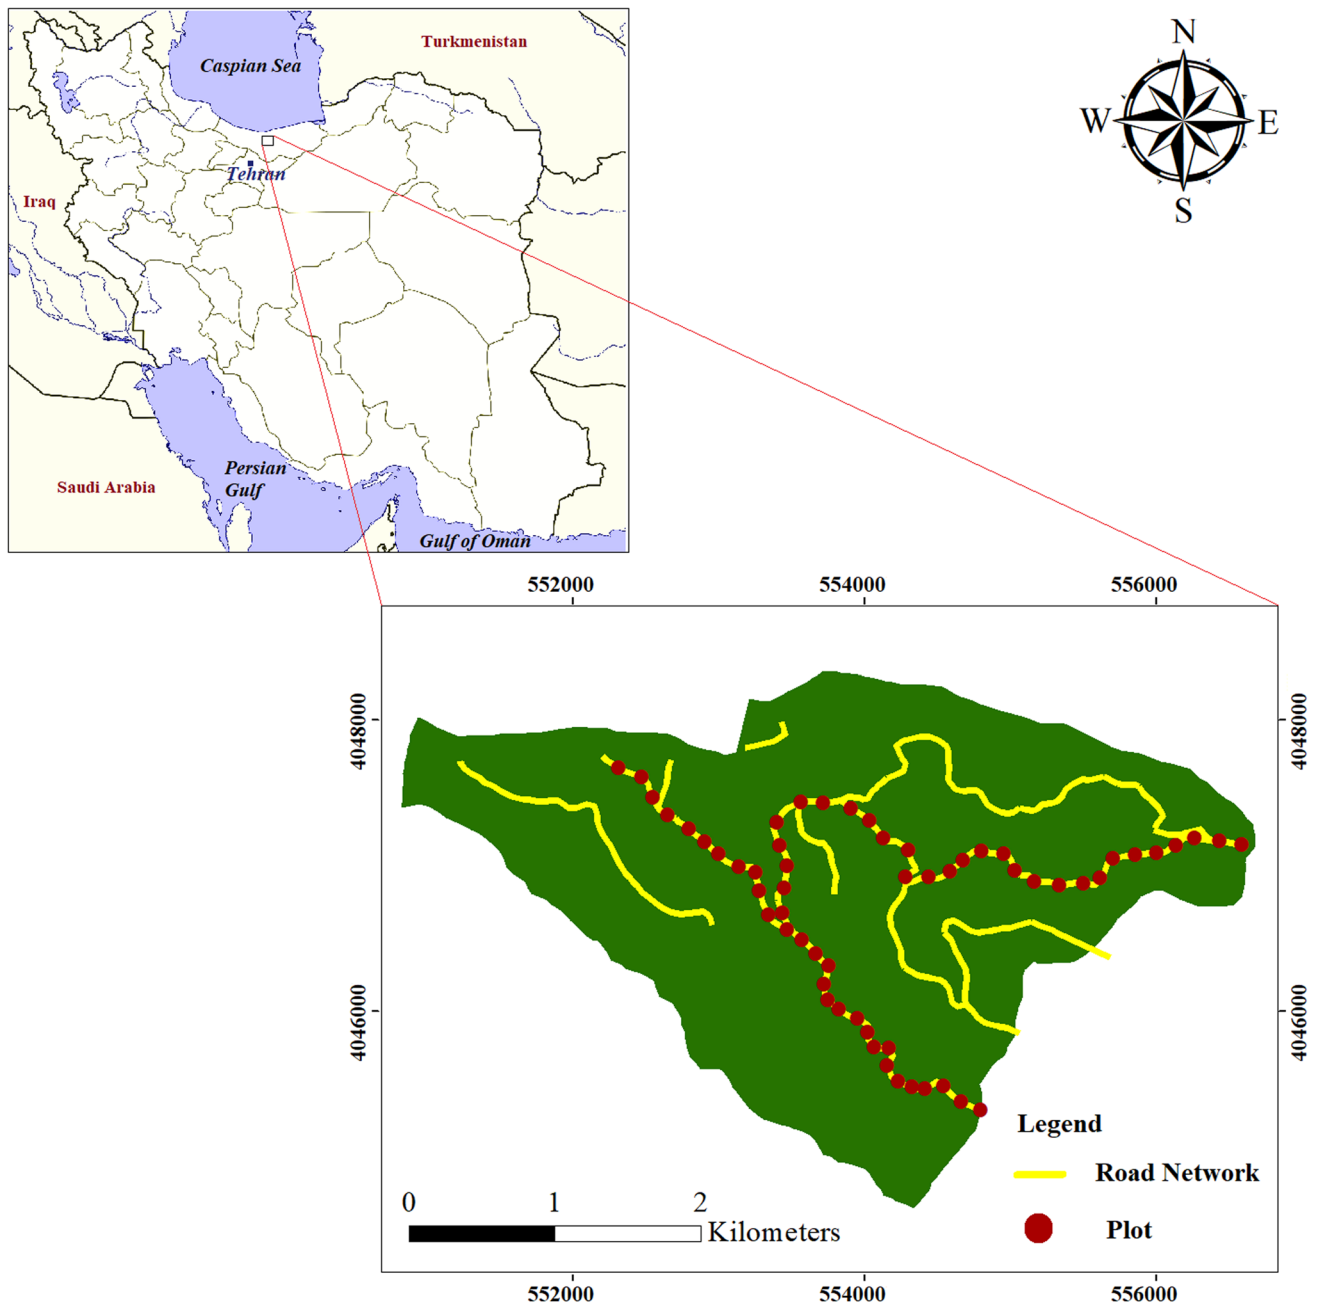 Turkmenistan
Caspian Sea
Tehran
Iraq
Persian
Gulf
Saudi Arabia
Gulf of Oman
N
W
E
S
552000
554000
556000
4048000
4048000
4046000
4046000
Legend
Road Network
Plot
0
1
2
Kilometers
552000
554000
556000